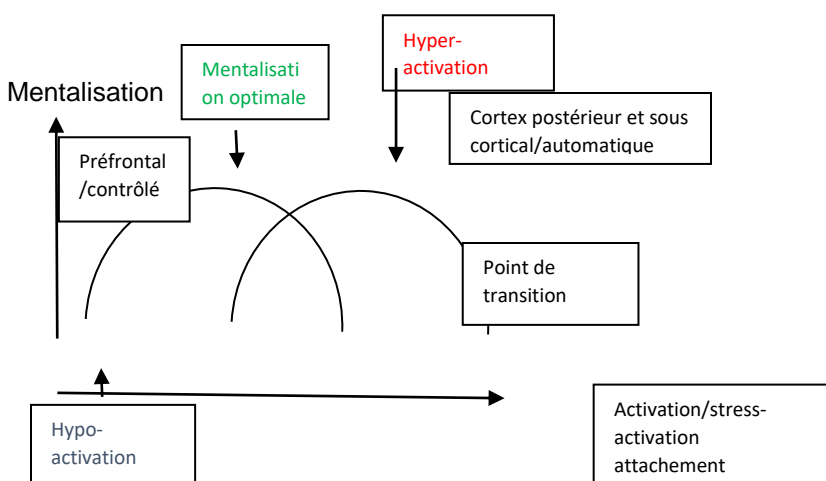 Hyper-
activation
Mentalisati
on optimale
Mentalisation
Cortex postérieur et sous
cortical/automatique
Préfrontal
/contrôlé
Point de
transition
Hypo-
activation
Activation/stress-
activation
attachement